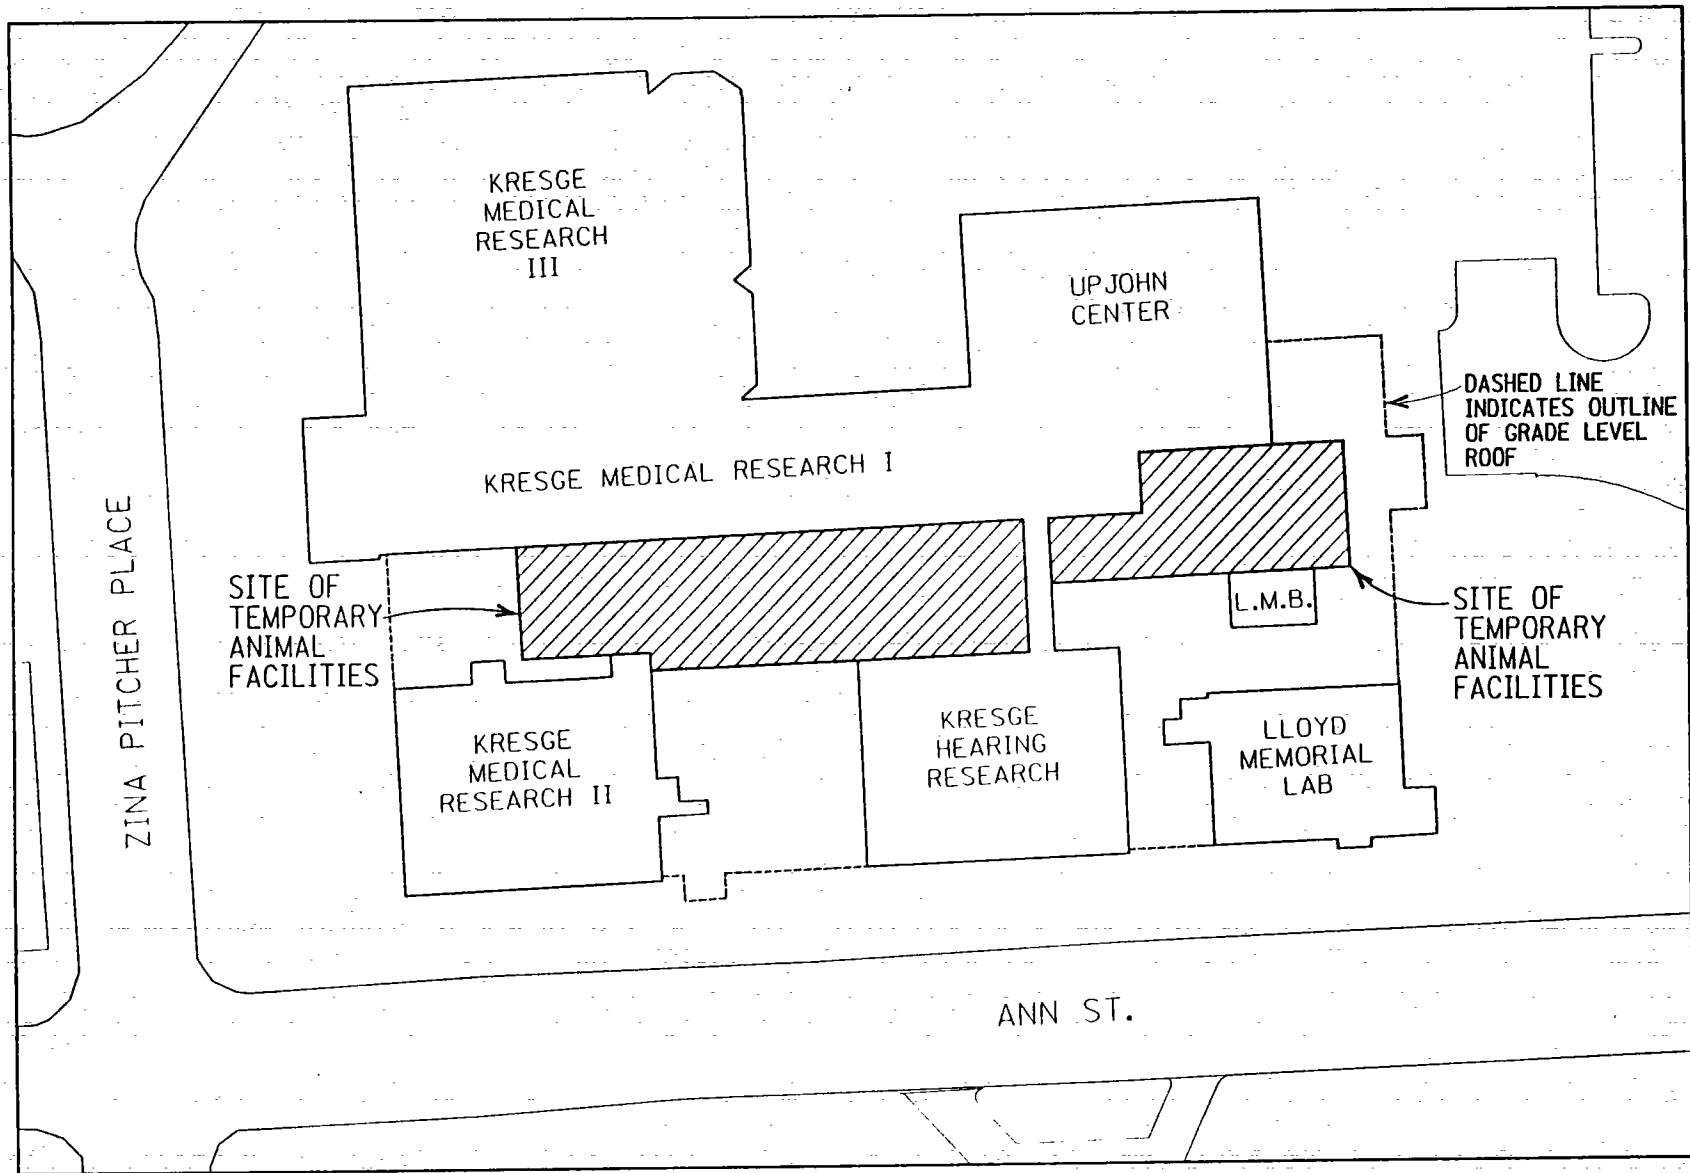 KRESGE
MEDICAL
RESEARCH
III
UPJOHN
CENTER
DASHED LINE
INDICATES OUTLINE
OF GRADE LEVEL
ROOF
KRESGE MEDICAL RESEARCH I
ZINA PITCHER PLACE
SITE OF
TEMPORARY
ANIMAL
FACILITIES
L.M.B.
SITE OF
TEMPORARY
ANIMAL
FACILITIES
KRESGE
MEDICAL
RESEARCH II
KRESGE
HEARING
RESEARCH
LLOYD
MEMORIAL
LAB
ANN ST.